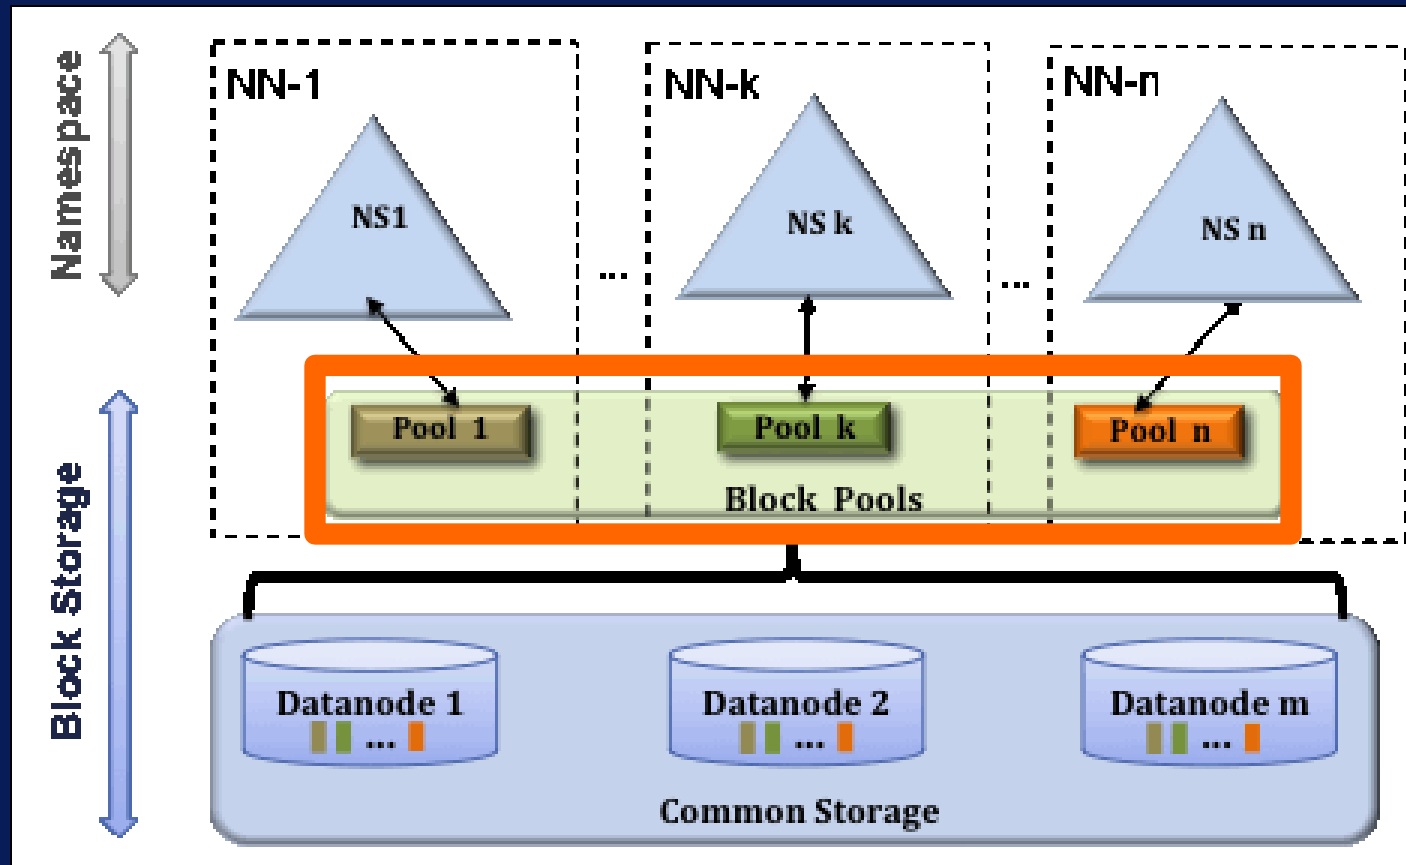 Namespace
NN-1
NN-k
NN-n
NS1
NS k
NS n
...
...
Block Storage
Pool 1
Pool k
Pool n
Block Pools
Datanode 1
...
Datanode 2
...
Datanode m
...
Common Storage